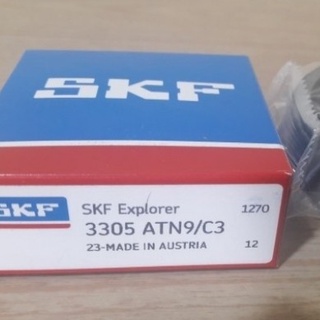 SKF
SKF
SKF Explorer 1270
3305 ATN9/C3
23-MADE IN AUSTRIA 12